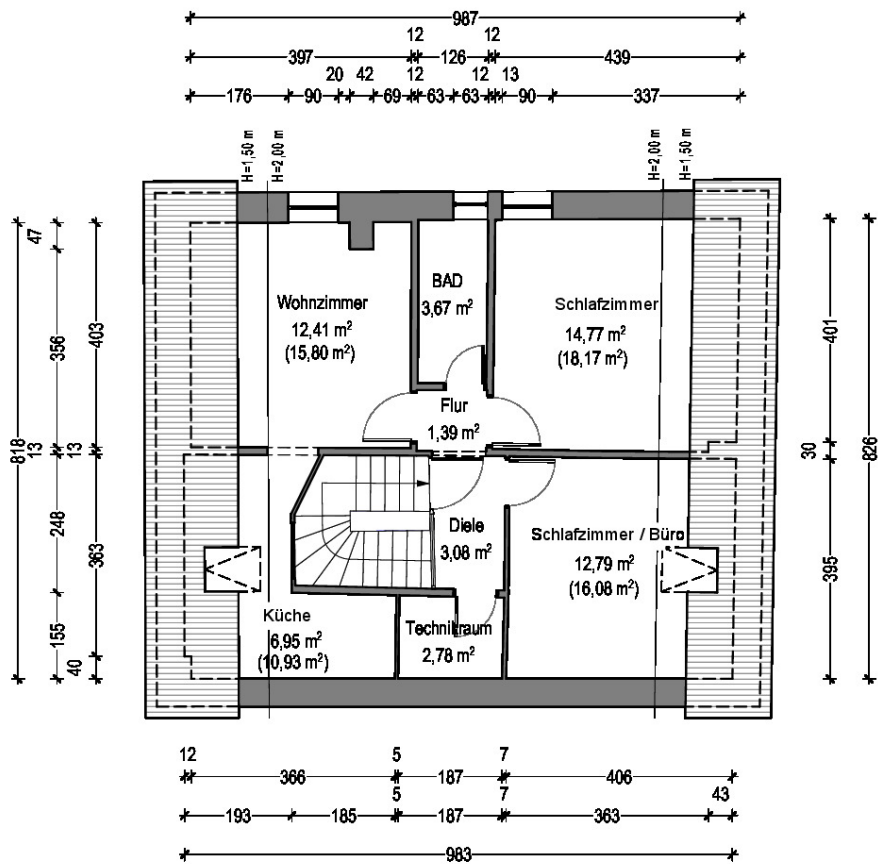 987
12 12
397 126 439
20 42 12 12 13
176 90 69 63 63 90 337
H=1,50 m
H=2,00 m
H=2,00 m
H=1,50 m
47
818
356
403
13
13
248
363
155
40
401
826
30
395
BAD
3,67 m²
Wohnzimmer
12,41 m²
(15,80 m²)
Schlafzimmer
14,77 m²
(18,17 m²)
Flur
1,39 m²
Diele
3,08 m²
Schlafzimmer / Büro
12,79 m²
(16,08 m²)
Küche
6,95 m²
(10,93 m²)
Technikraum
2,78 m²
12 5 7
366 187 406
5 7
193 185 187 363 43
983